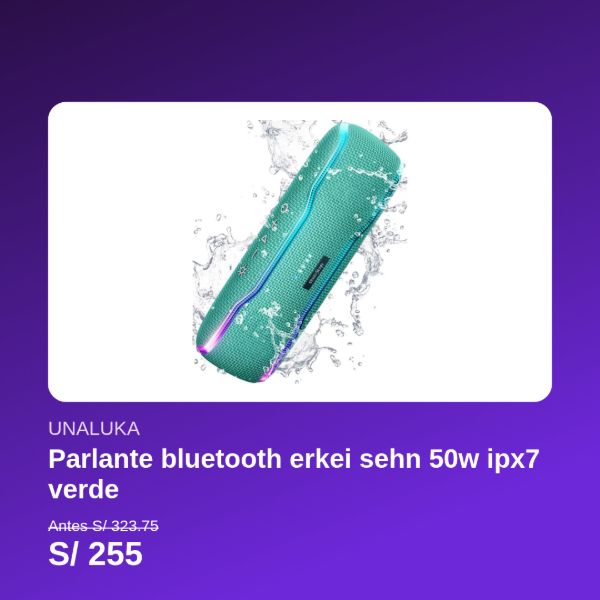 UNALUKA
Parlante bluetooth erkei sehn 50w ipx7
verde
Antes S/ 323.75
S/ 255